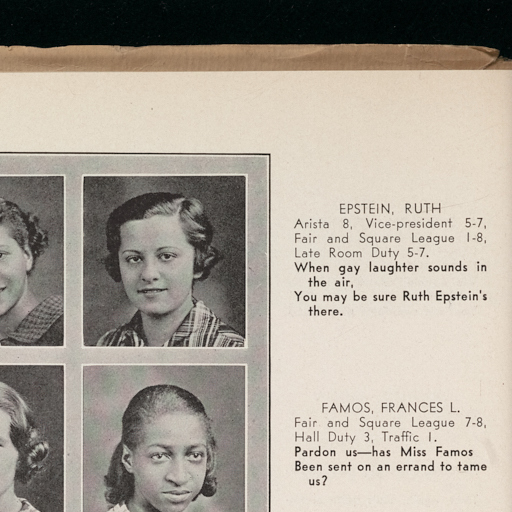 EPSTEIN, RUTH
Arista 8, Vice-president 5-7,
Fair and Square League 1-8,
Late Room Duty 5-7.
When gay laughter sounds in
the air,
You may be sure Ruth Epstein's
there.
FAMOS, FRANCES L.
Fair and Square League 7-8,
Hall Duty 3, Traffic 1.
Pardon us—has Miss Famos
Been sent on an errand to tame
us?